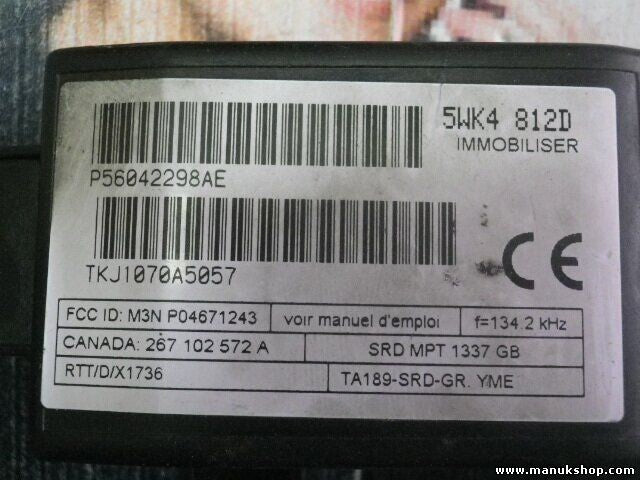 5WK4 812D
IMMOBILISER
P56042298AE
TKJ1070A5057
CE
FCC ID: M3N P04671243 voir manuel d'emploi f=134.2 kHz
CANADA: 267 102 572 A SRD MPT 1337 GB
RTT/D/X1736 TA189-SRD-GR. YME
www.manukshop.com